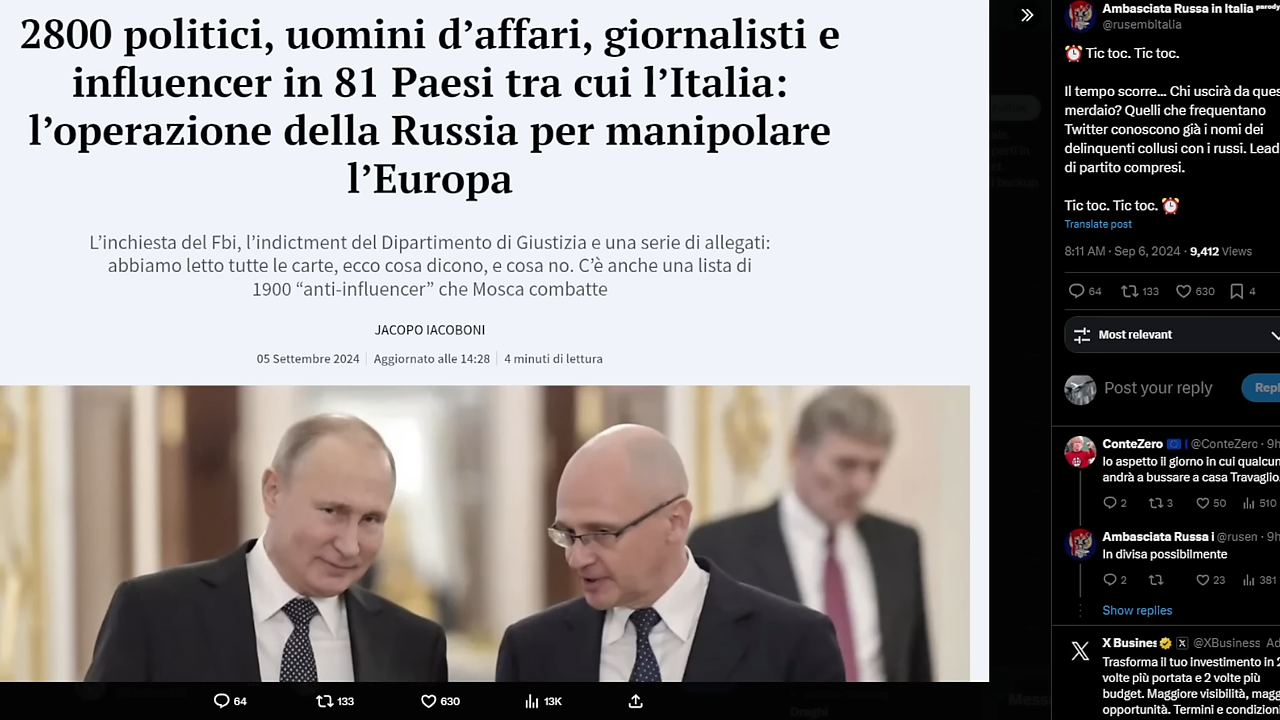 2800 politici, uomini d’affari, giornalisti e
influencer in 81 Paesi tra cui l’Italia:
l’operazione della Russia per manipolare
l’Europa
L’inchiesta del Fbi, l’indictment del Dipartimento di Giustizia e una serie di allegati:
abbiamo letto tutte le carte, ecco cosa dicono, e cosa no. C’è anche una lista di
1900 “anti-influencer” che Mosca combatte
JACOPO IACOBONI
05 Settembre 2024 | Aggiornato alle 14:28 | 4 minuti di lettura
64 133 630 13K
Ambasciata Russa in Italia parody
@rusembitalia
Tic toc. Tic toc.
Il tempo scorre... Chi uscirà da ques
merdaio? Quelli che frequentano
Twitter conoscono già i nomi dei
delinquenti collusi con i russi. Lead
di partito compresi.
Tic toc. Tic toc.
Translate post
8:11 AM · Sep 6, 2024 · 9,412 Views
64 133 630 4
Most relevant
Post your reply
Repl
ConteZero @ConteZero · 9h
Io aspetto il giorno in cui qualcun
andrà a bussare a casa Travaglio.
2 3 50 510
Ambasciata Russa i @rusen · 9h
In divisa possibilmente
2 23 381
Show replies
X Busines @XBusiness Ad
Trasforma il tuo investimento in 2
volte più portata e 2 volte più
budget. Maggiore visibilità, magg
opportunità. Termini e condizion